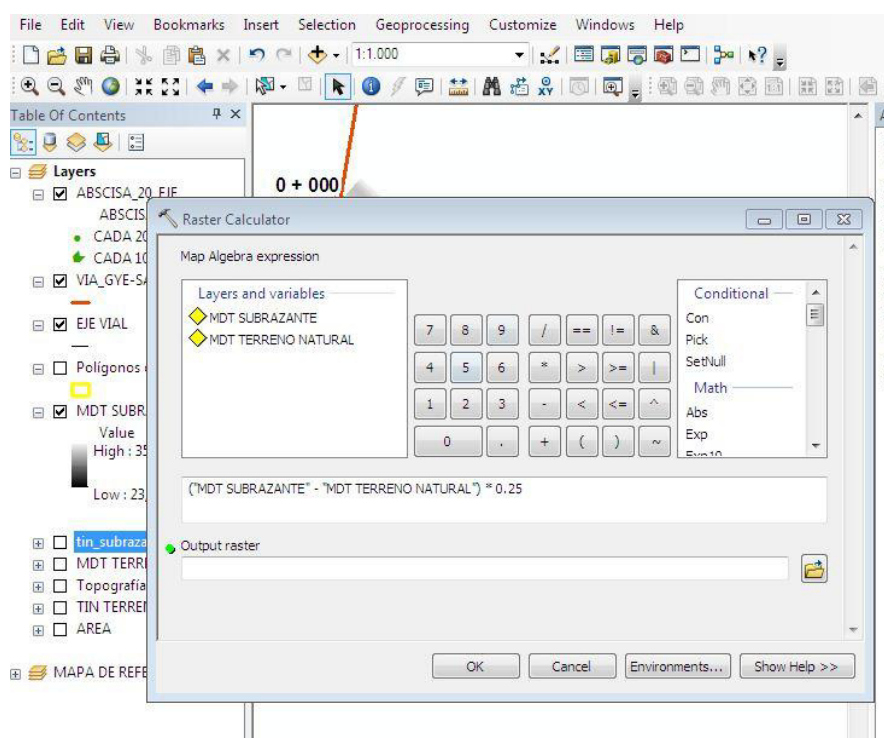 File Edit View Bookmarks Insert Selection Geoprocessing Customize Windows Help
1:1.000
Table Of Contents
Layers
ABSCISA_20_EJE
ABSCIS
CADA 20
CADA 10
VIA_GYE-SA
EJE VIAL
Polígonos
MDT SUBR
Value
High : 35
Low : 23,
tin_subraza
MDT TERRE
Topografía
TIN TERREN
AREA
MAPA DE REFE
0 + 000
Raster Calculator
Map Algebra expression
Layers and variables
MDT SUBRAZANTE
MDT TERRENO NATURAL
7 8 9 / == != &
4 5 6 * > >= |
1 2 3 - < <= ^
0 . + ( ) ~
Conditional
Con
Pick
SetNull
Math
Abs
Exp
Exp10
("MDT SUBRAZANTE" - "MDT TERRENO NATURAL") * 0.25
Output raster
OK Cancel Environments... Show Help >>